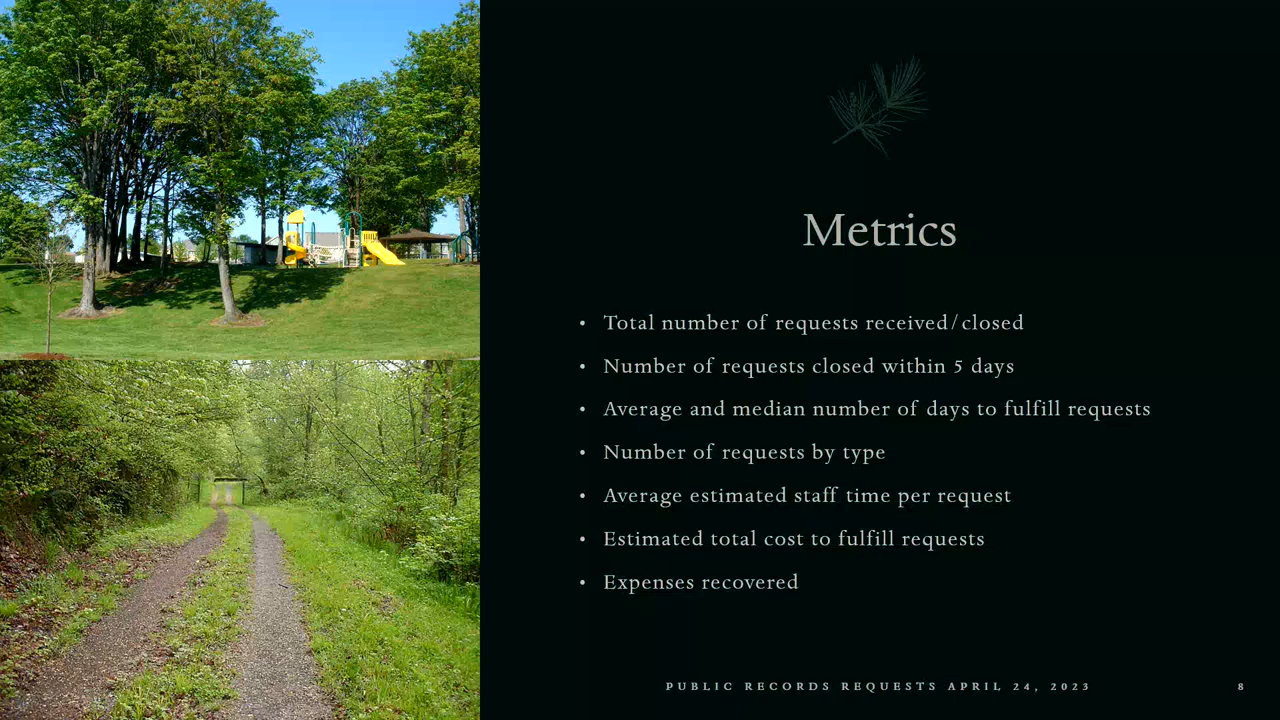 Metrics
• Total number of requests received/closed
• Number of requests closed within 5 days
• Average and median number of days to fulfill requests
• Number of requests by type
• Average estimated staff time per request
• Estimated total cost to fulfill requests
• Expenses recovered
PUBLIC RECORDS REQUESTS APRIL 24, 2023
8